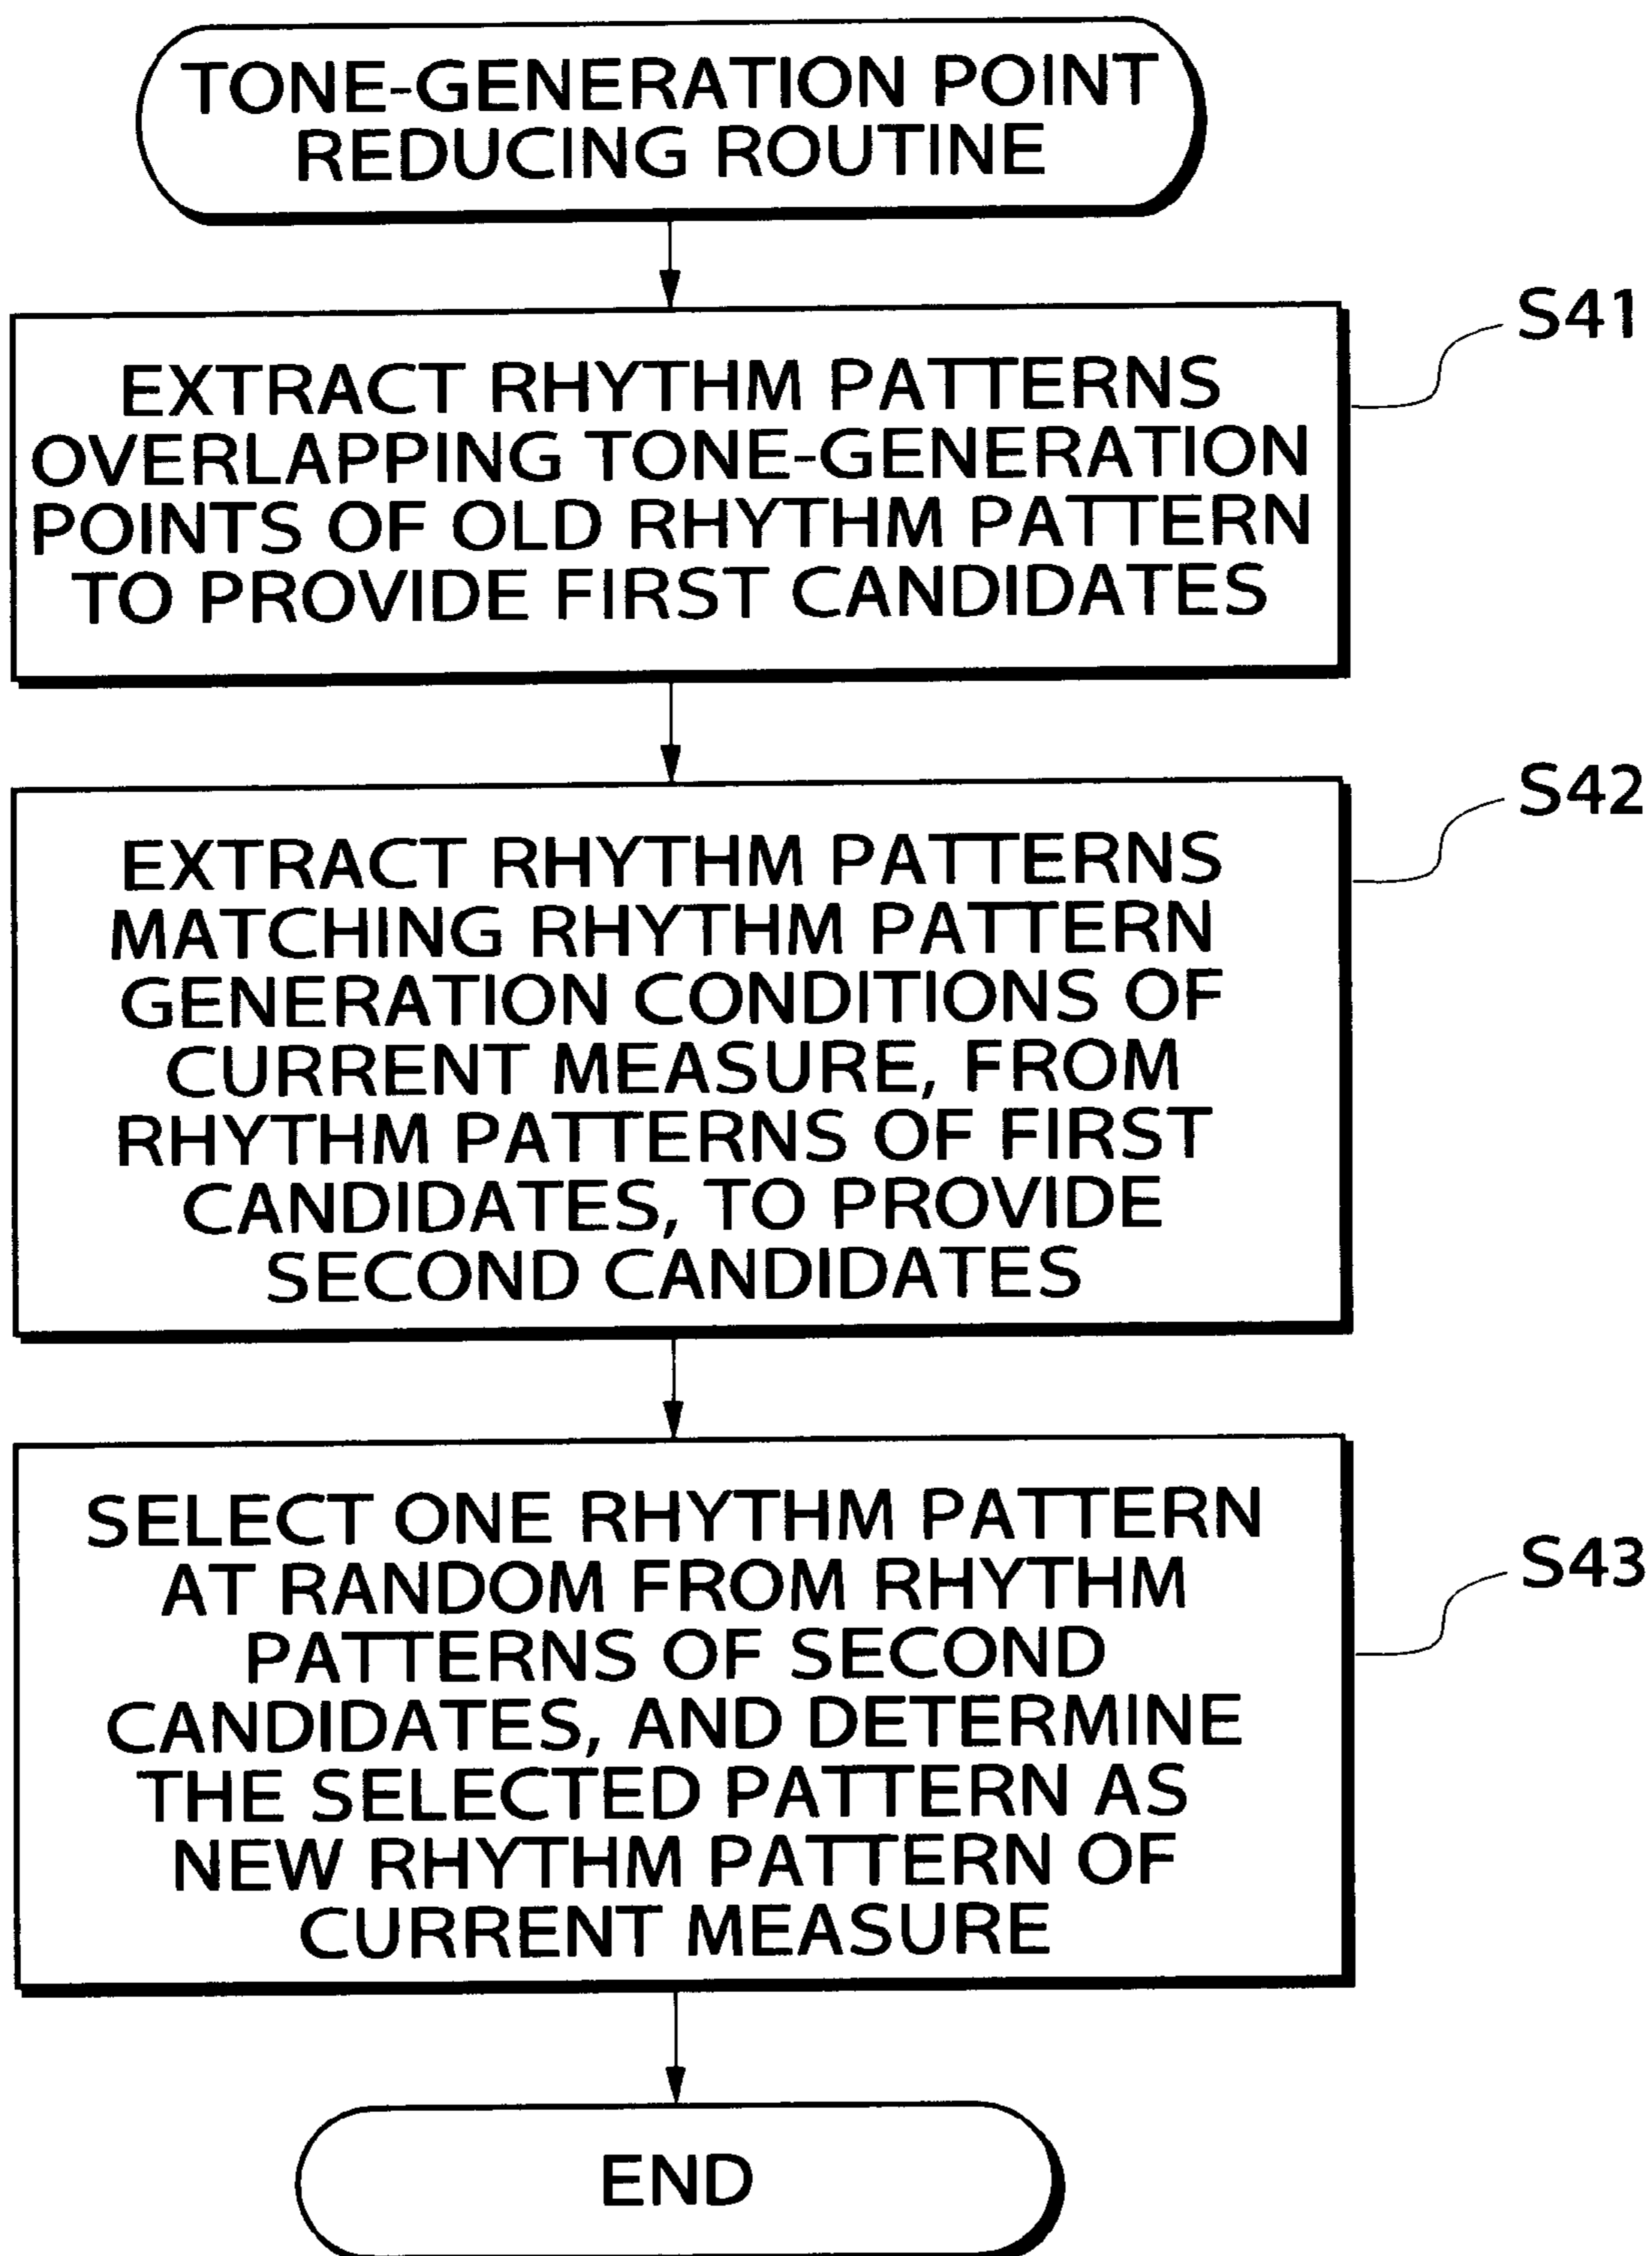 TONE-GENERATION POINT
REDUCING ROUTINE
S41
EXTRACT RHYTHM PATTERNS
OVERLAPPING TONE-GENERATION
POINTS OF OLD RHYTHM PATTERN
TO PROVIDE FIRST CANDIDATES
S42
EXTRACT RHYTHM PATTERNS
MATCHING RHYTHM PATTERN
GENERATION CONDITIONS OF
CURRENT MEASURE, FROM
RHYTHM PATTERNS OF FIRST
CANDIDATES, TO PROVIDE
SECOND CANDIDATES
S43
SELECT ONE RHYTHM PATTERN
AT RANDOM FROM RHYTHM
PATTERNS OF SECOND
CANDIDATES, AND DETERMINE
THE SELECTED PATTERN AS
NEW RHYTHM PATTERN OF
CURRENT MEASURE
END